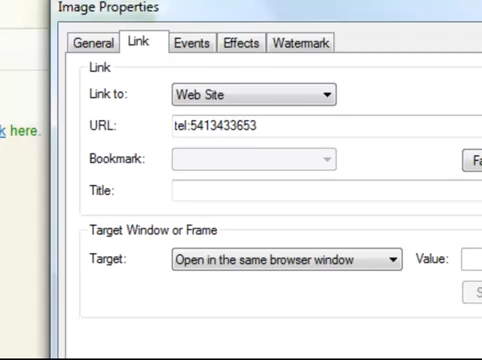 Image Properties
General Link Events Effects Watermark
Link
Link to: Web Site
URL: tel:5413433653
k here.
Bookmark:
Title:
Target Window or Frame
Target: Open in the same browser window Value: